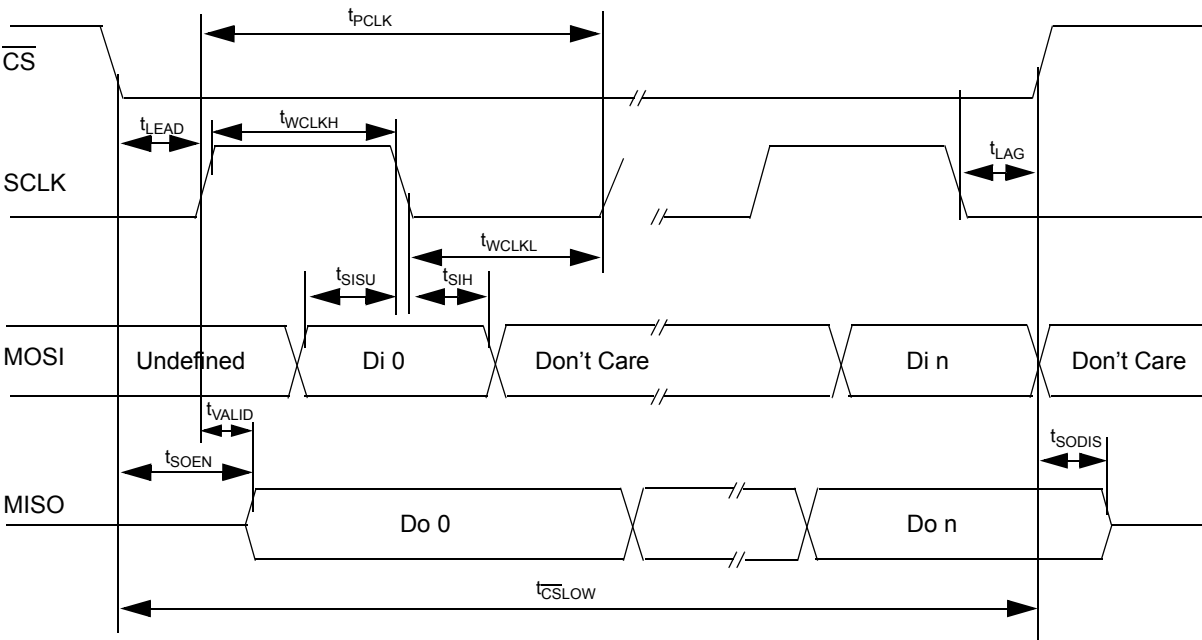 tPCLK
CS
tLEAD
tWCLKH
tLAG
SCLK
tWCLKL
tSISU
tSIH
MOSI
Undefined
Di 0
Don’t Care
Di n
Don’t Care
tVALID
tSOEN
tSODIS
MISO
Do 0
Do n
tCSLOW